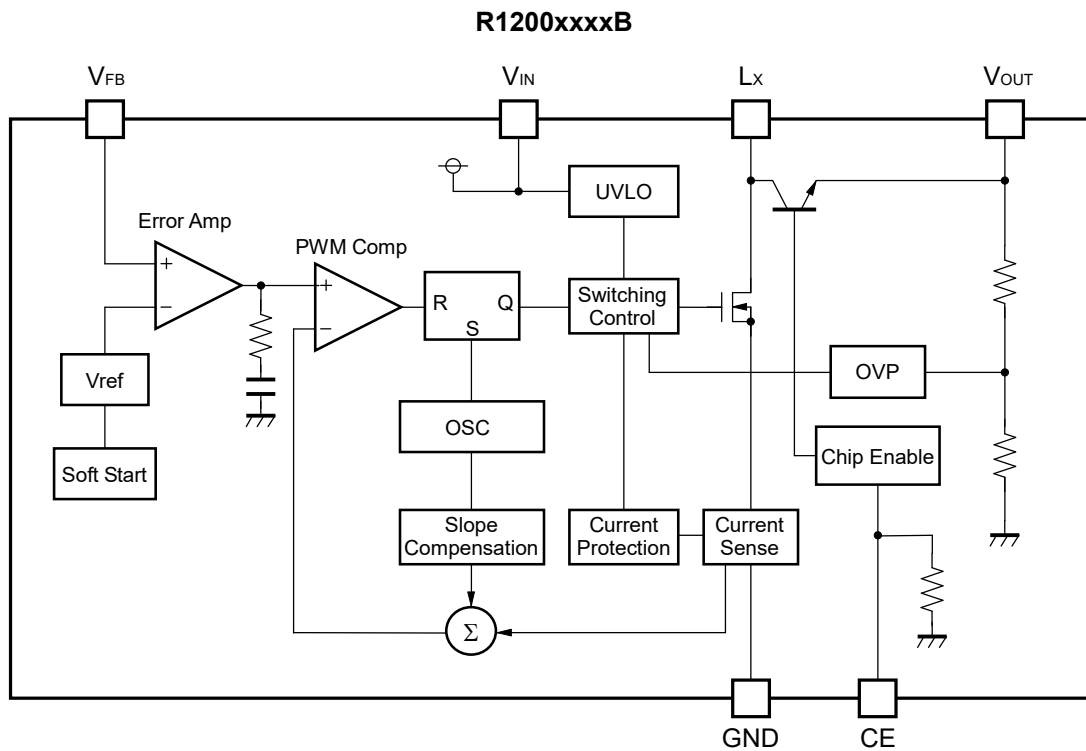 R1200xxxxB
VFB
VIN
LX
VOUT
UVLO
Error Amp
PWM Comp
+
−
+
−
R
Q
S
Switching
Control
Vref
OVP
OSC
Soft Start
Chip Enable
Slope
Compensation
Current
Protection
Current
Sense
Σ
GND
CE